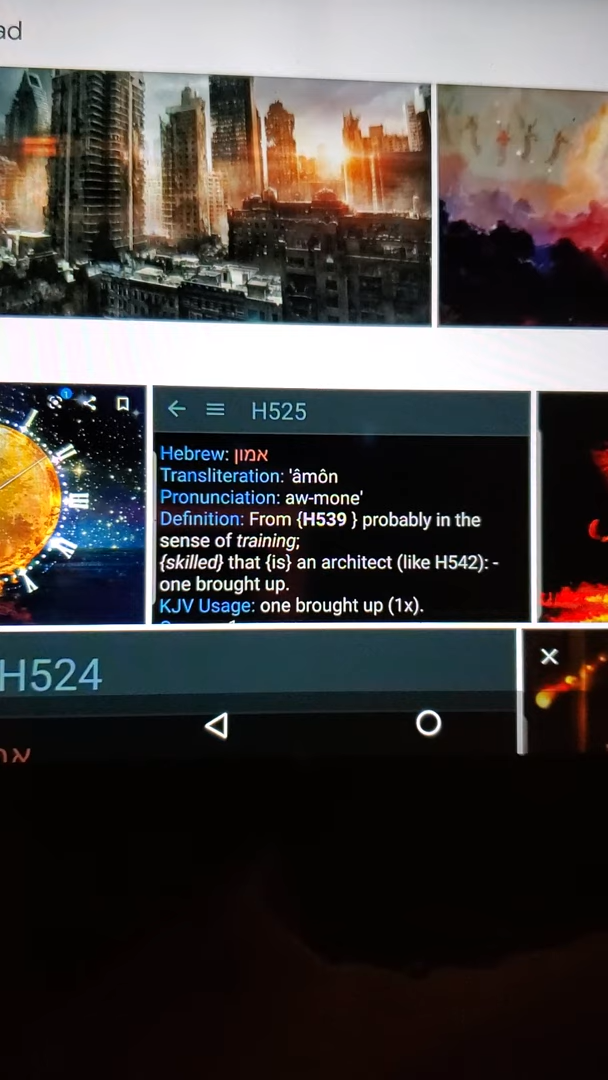 ad
H525
Hebrew: אמון
Transliteration: 'âmôn
Pronunciation: aw-mone'
Definition: From {H539 } probably in the
sense of training;
{skilled} that {is} an architect (like H542): -
one brought up.
KJV Usage: one brought up (1x).
H524